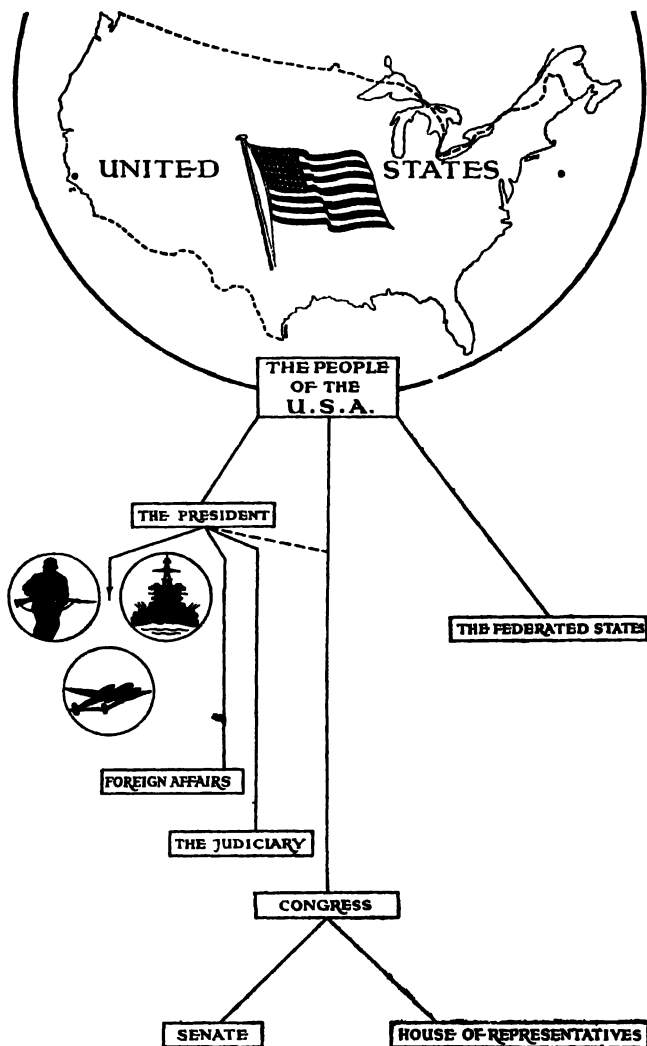 UNITED STATES
THE PEOPLE
OF THE
U.S.A.
THE PRESIDENT
THE FEDERATED STATES
FOREIGN AFFAIRS
THE JUDICIARY
CONGRESS
SENATE
HOUSE OF REPRESENTATIVES